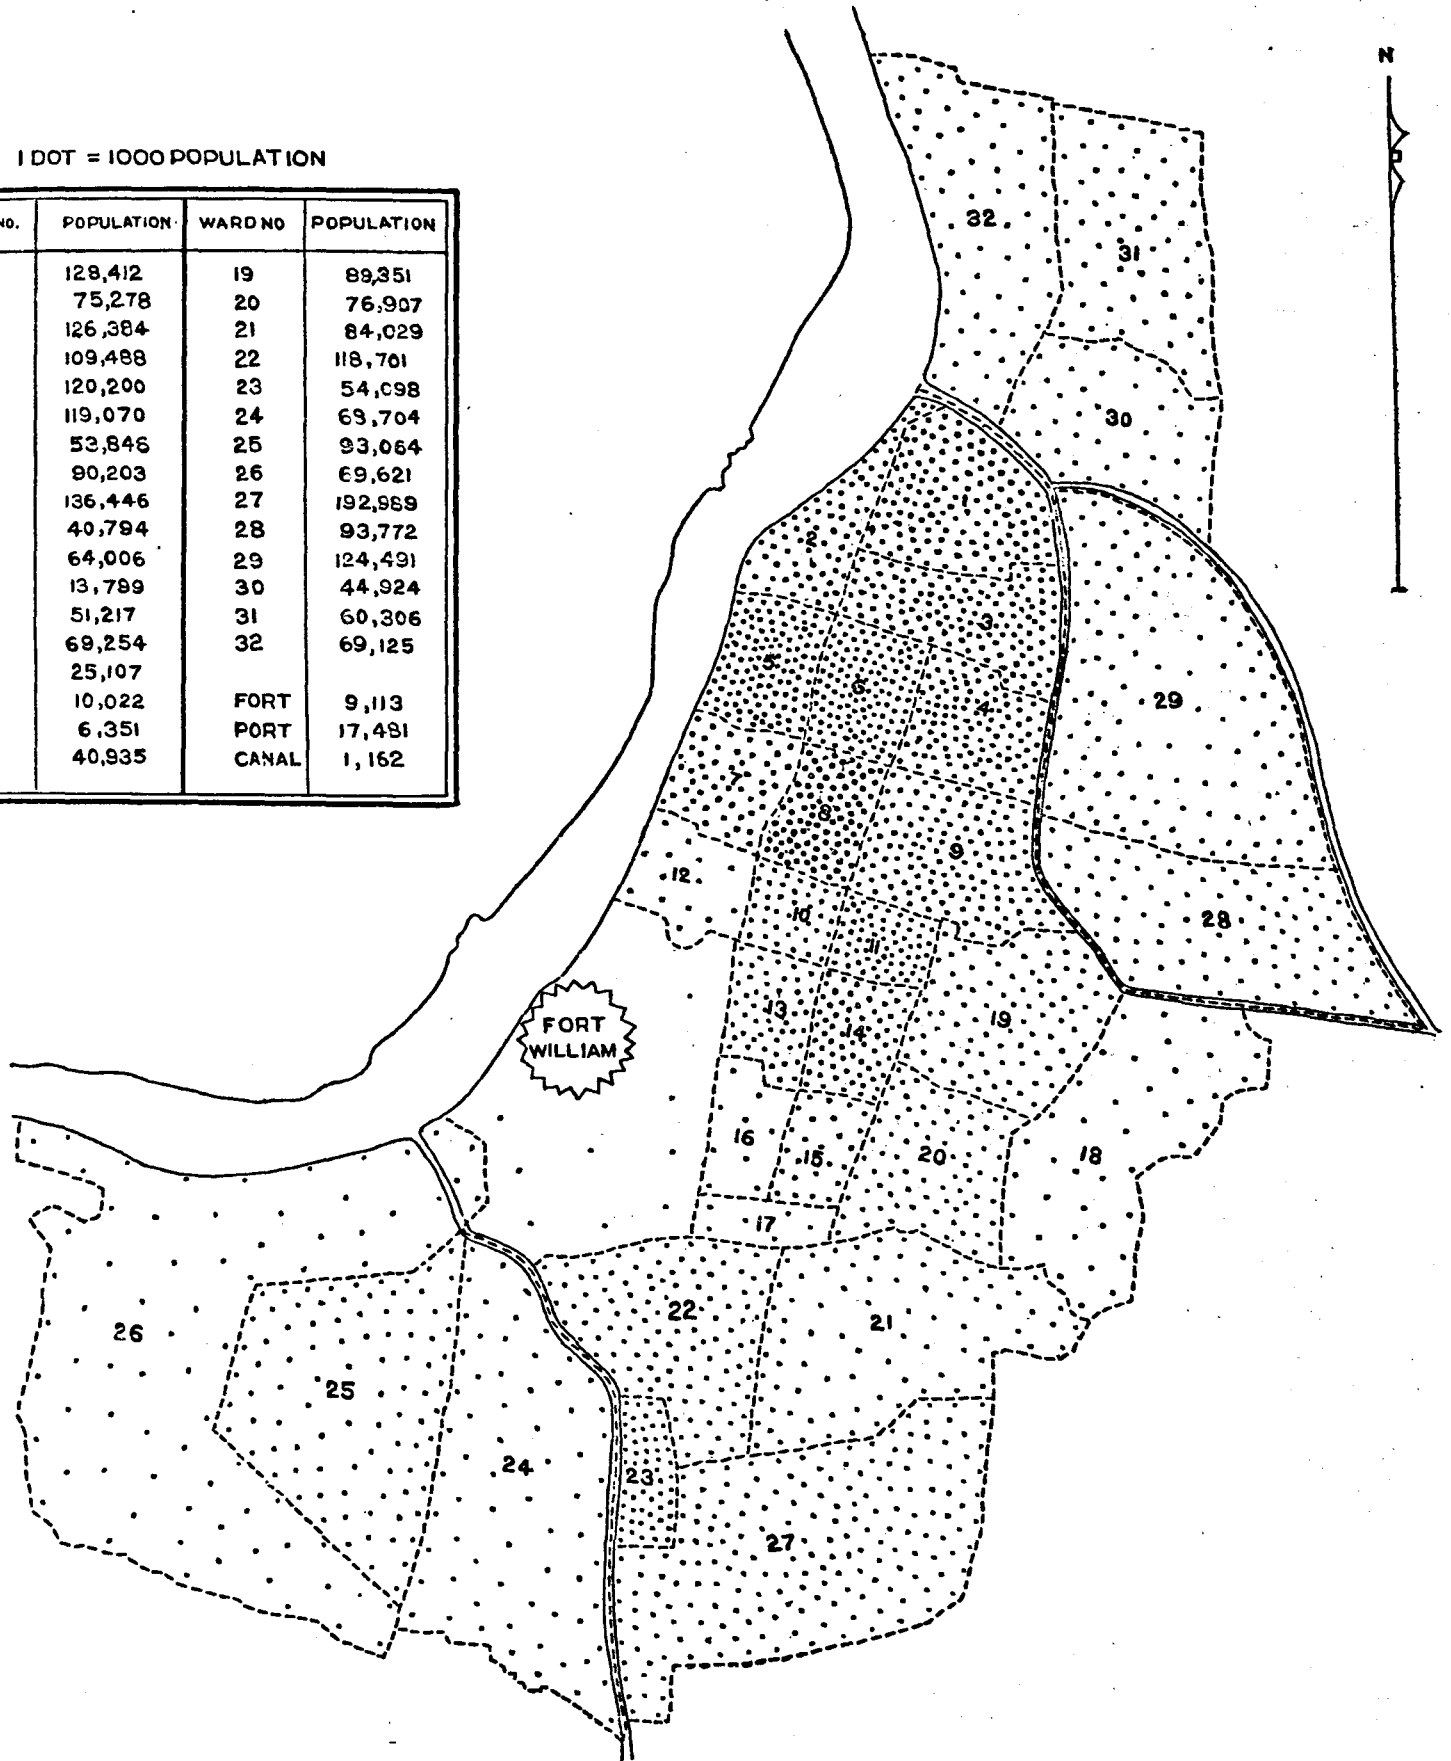 N
1 DOT = 1000 POPULATION
NO. POPULATION WARD NO POPULATION
128,412 19 89,351
75,278 20 76,907
126,384 21 84,029
109,488 22 118,701
120,200 23 54,098
119,070 24 63,704
53,846 25 93,064
90,203 26 69,621
136,446 27 192,989
40,794 28 93,772
64,006 29 124,491
13,799 30 44,924
51,217 31 60,306
69,254 32 69,125
25,107
10,022 FORT 9,113
6,351 PORT 17,481
40,935 CANAL 1,162
32
31
30
1
2
3
5
6
4
29
7
8
9
12
10
11
28
13
14
19
FORT
WILLIAM
16
15
20
18
17
22
21
26
25
24
23
27